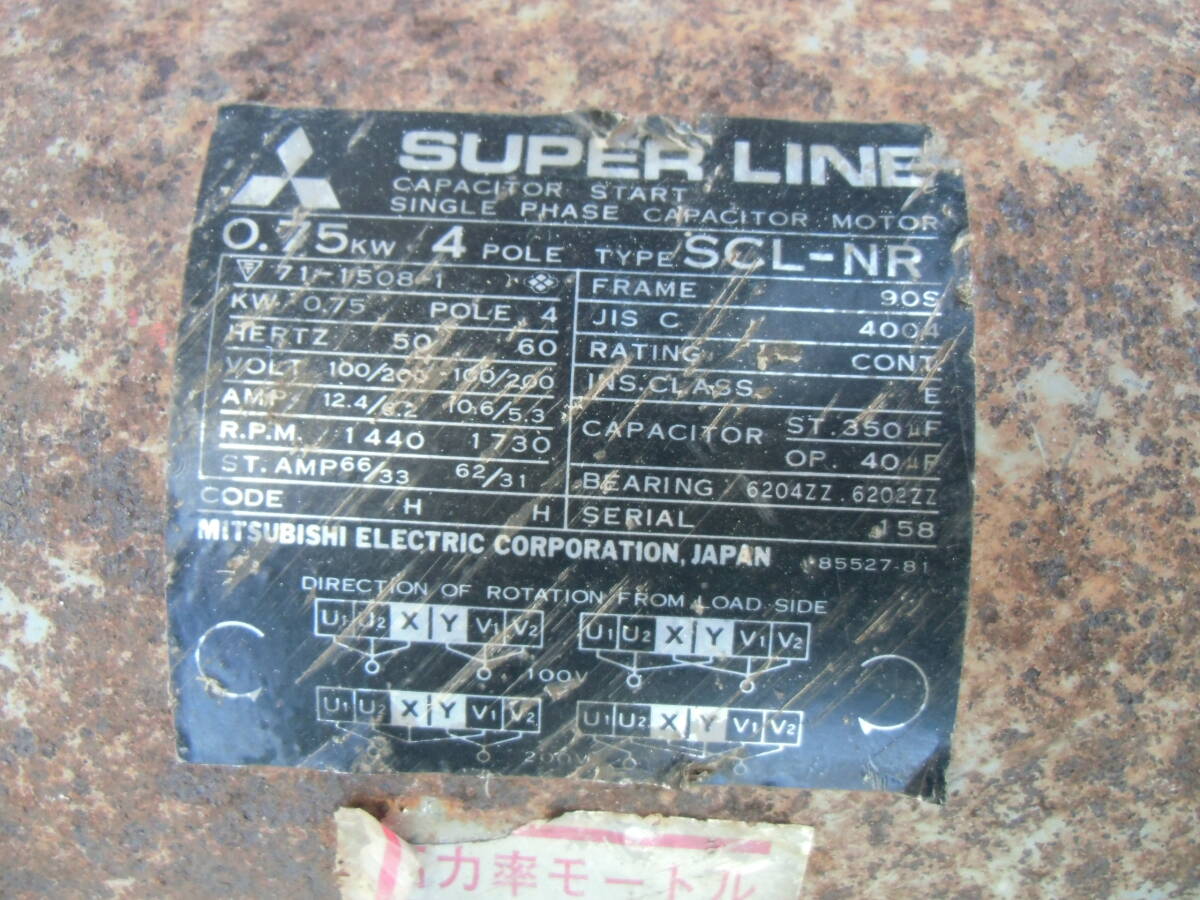 SUPER LINE
CAPACITOR START
SINGLE PHASE CAPACITOR MOTOR
0.75KW 4 POLE TYPE SCL-NR
71-1508-1
KW 0.75 POLE 4
HERTZ 50 60
VOLT 100/200 100/200
AMP. 12.4/6.2 10.6/5.3
R.P.M. 1440 1730
ST. AMP 66/33 62/31
CODE H H
FRAME 90S
JIS C 4004
RATING CONT.
INS. CLASS E
CAPACITOR ST. 350μF
OP. 40μF
BEARING 6204ZZ. 6202ZZ
SERIAL 158
MITSUBISHI ELECTRIC CORPORATION, JAPAN
85527-81
DIRECTION OF ROTATION FROM LOAD SIDE
U1 U2 X Y V1 V2 U1 U2 X Y V1 V2
100V
U1 U2 X Y V1 V2 U1 U2 X Y V1 V2
200V
力率モートル